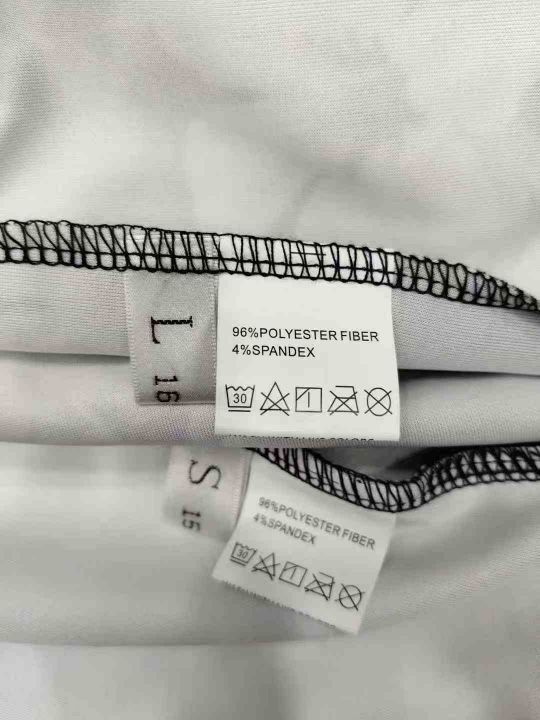 L
16
96%POLYESTER FIBER
4%SPANDEX
30
S
15
96%POLYESTER FIBER
4%SPANDEX
30